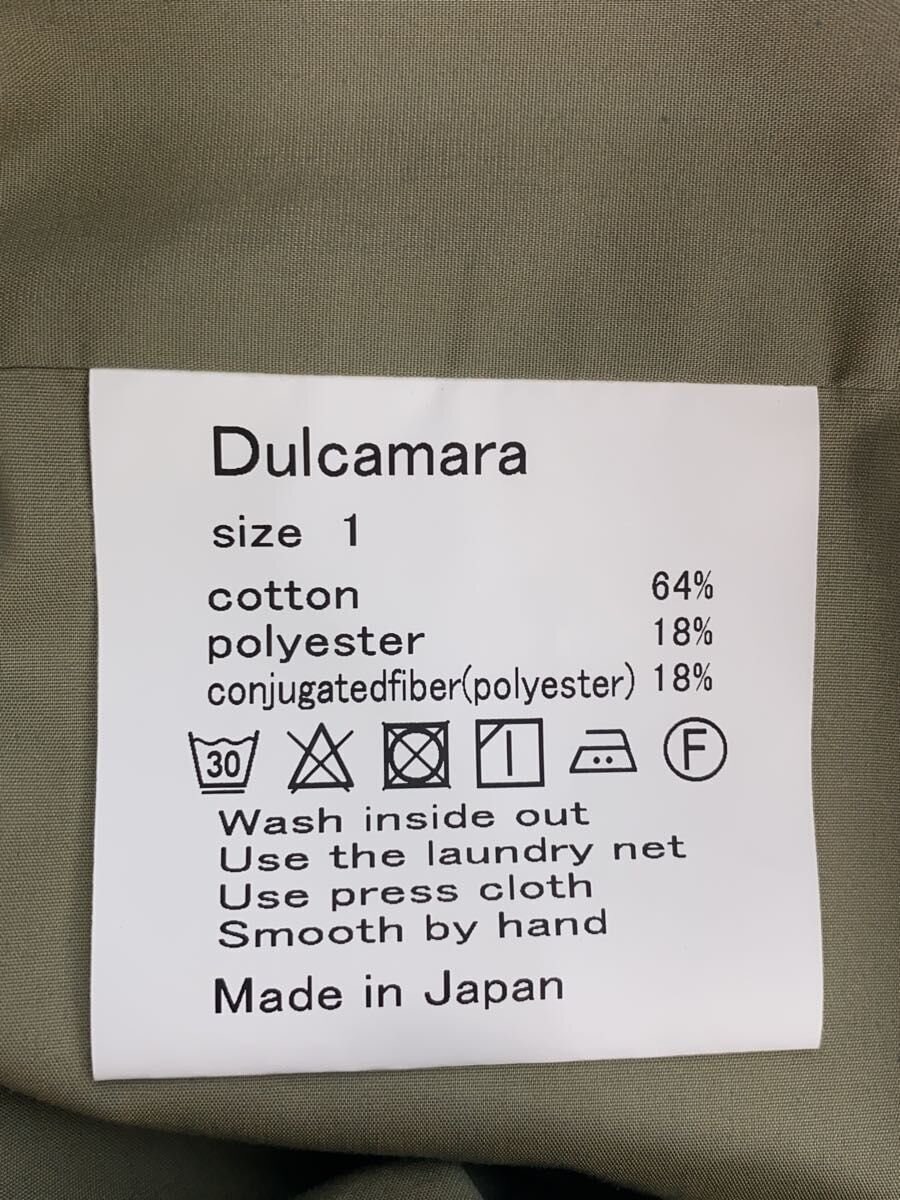 Dulcamara
size 1
cotton 64%
polyester 18%
conjugatedfiber(polyester) 18%
30 F
Wash inside out
Use the laundry net
Use press cloth
Smooth by hand
Made in Japan